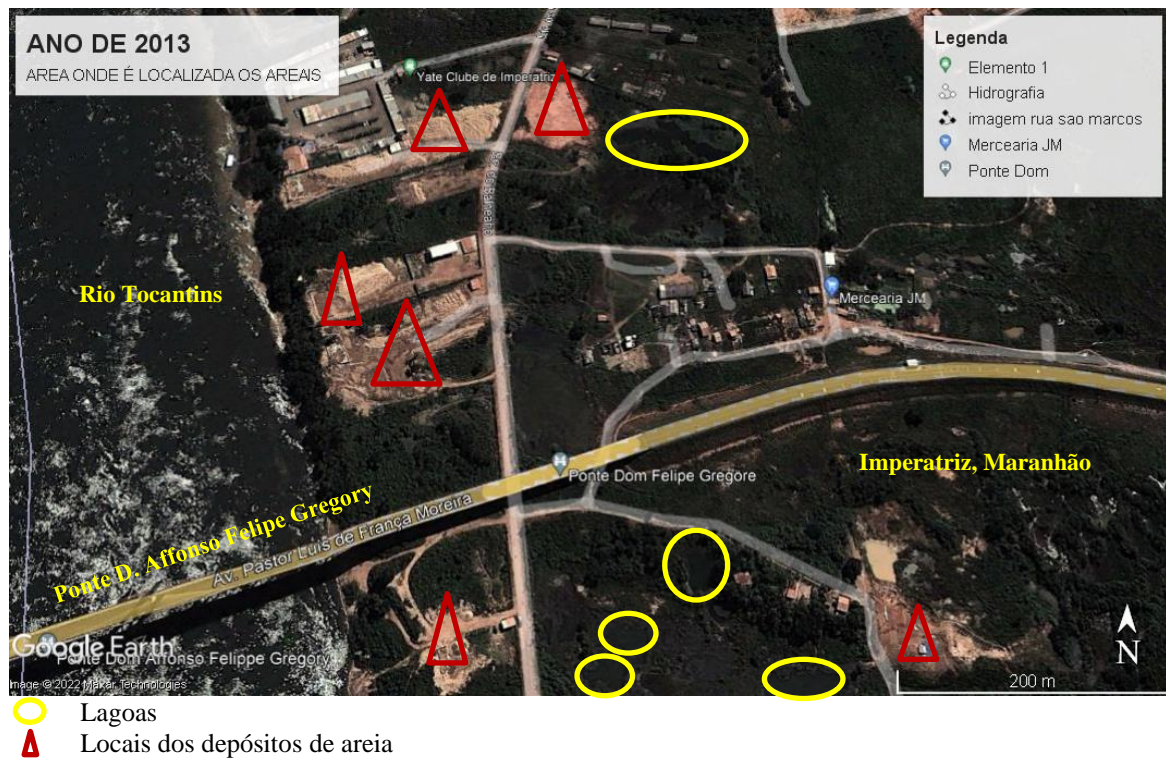 ANO DE 2013
AREA ONDE É LOCALIZADA OS AREAIS
Legenda
Elemento 1
Hidrografia
imagem rua sao marcos
Mercearia JM
Ponte Dom
Yate Clube de Imperatriz
Rio Tocantins
Mercearia JM
Imperatriz, Maranhão
Ponte Dom Felipe Gregore
Ponte D. Affonso Felipe Gregory
Av. Pastor Luis de França Moreira
Google Earth
Ponte Dom Affonso Felippe Gregory
Image © 2022 Maxar Technologies
N
200 m
Lagoas
Locais dos depósitos de areia